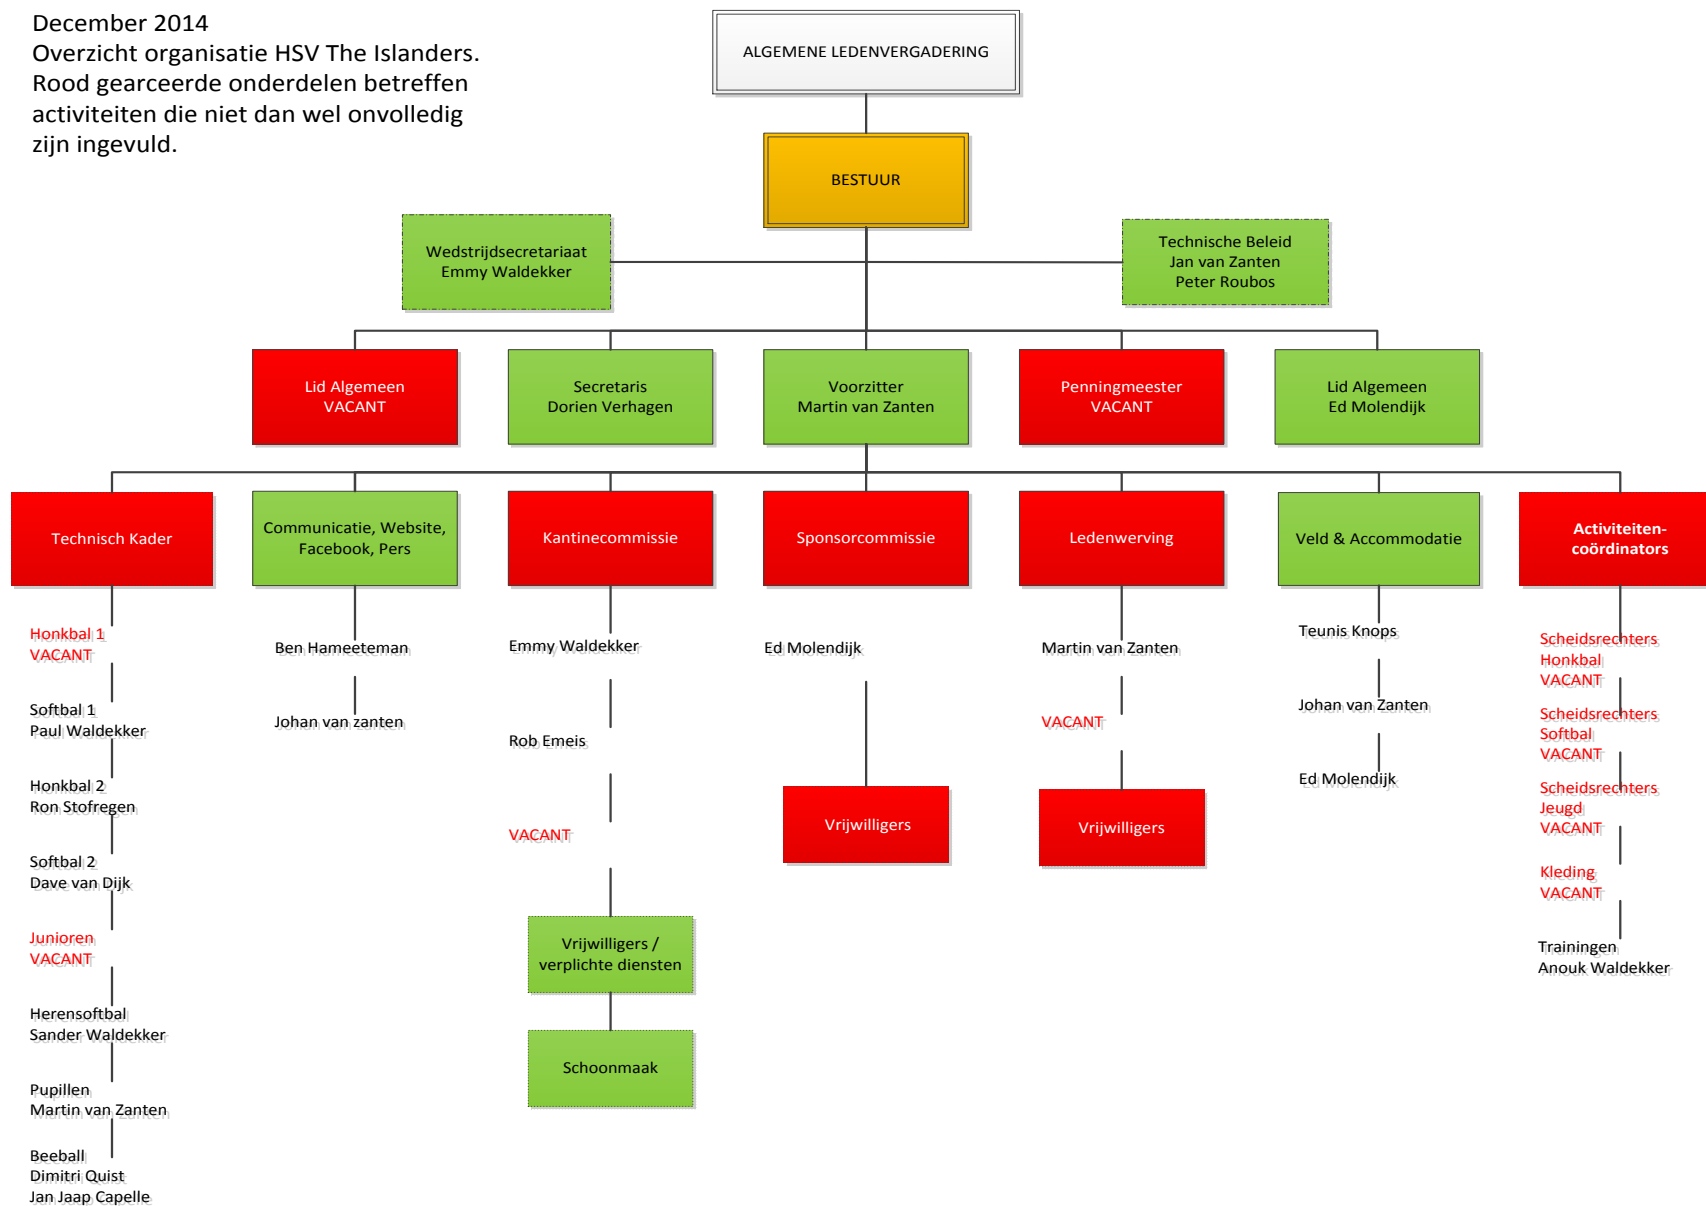 December 2014
Overzicht organisatie HSV The Islanders.
Rood gearceerde onderdelen betreffen
activiteiten die niet dan wel onvolledig
zijn ingevuld.
ALGEMENE LEDENVERGADERING
BESTUUR
Wedstrijdsecretariaat
Emmy Waldekker
Technische Beleid
Jan van Zanten
Peter Roubos
Lid Algemeen
VACANT
Secretaris
Dorien Verhagen
Voorzitter
Martin van Zanten
Penningmeester
VACANT
Lid Algemeen
Ed Molendijk
Technisch Kader
Communicatie, Website,
Facebook, Pers
Kantinecommissie
Sponsorcommissie
Ledenwerving
Veld & Accommodatie
Activiteiten-
coördinators
Honkbal 1
VACANT
Softbal 1
Paul Waldekker
Honkbal 2
Ron Stofregen
Softbal 2
Dave van Dijk
Junioren
VACANT
Herensoftbal
Sander Waldekker
Pupillen
Martin van Zanten
Beeball
Dimitri Quist
Jan Jaap Capelle
Ben Hameeteman
Johan van zanten
Emmy Waldekker
Rob Emeis
VACANT
Vrijwilligers /
verplichte diensten
Schoonmaak
Ed Molendijk
Vrijwilligers
Martin van Zanten
VACANT
Vrijwilligers
Teunis Knops
Johan van Zanten
Ed Molendijk
Scheidsrechters
Honkbal
VACANT
Scheidsrechters
Softbal
VACANT
Scheidsrechters
Jeugd
VACANT
Kleding
VACANT
Trainingen
Anouk Waldekker